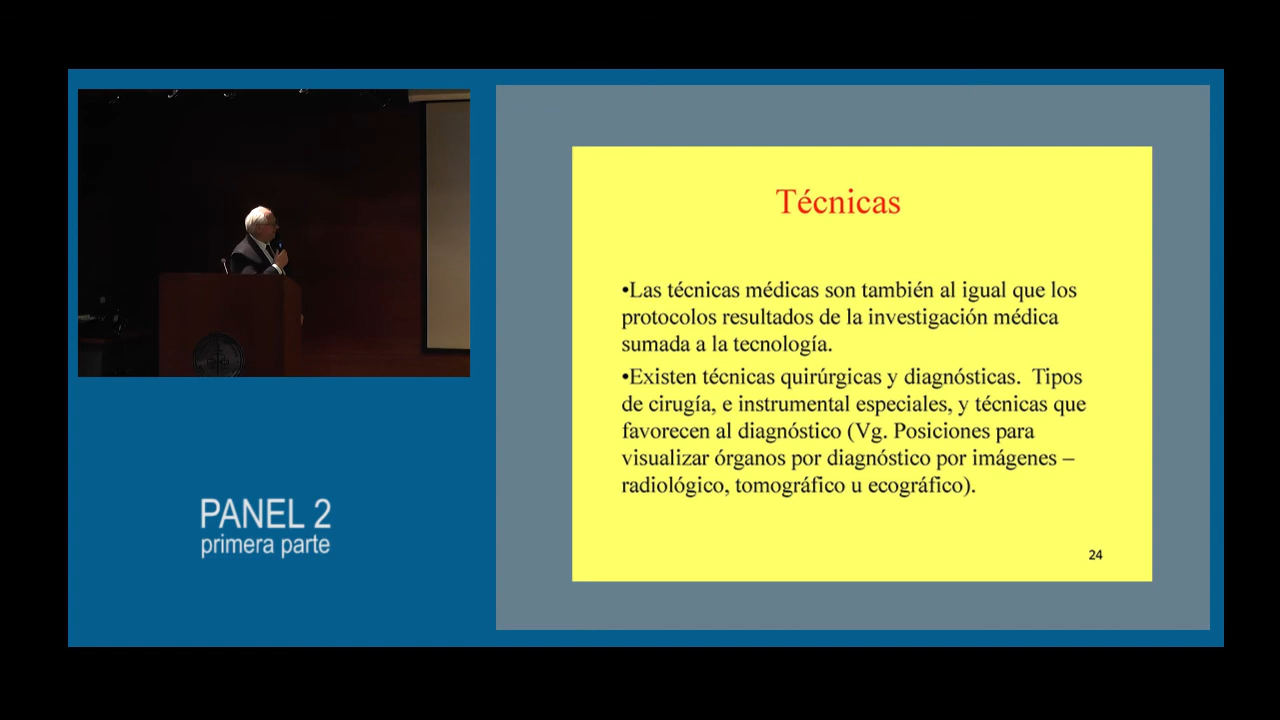 Técnicas
•Las técnicas médicas son también al igual que los
protocolos resultados de la investigación médica
sumada a la tecnología.
•Existen técnicas quirúrgicas y diagnósticas.  Tipos
de cirugía, e instrumental especiales, y técnicas que
favorecen al diagnóstico (Vg. Posiciones para
visualizar órganos por diagnóstico por imágenes –
radiológico, tomográfico u ecográfico).
24
PANEL 2
primera parte